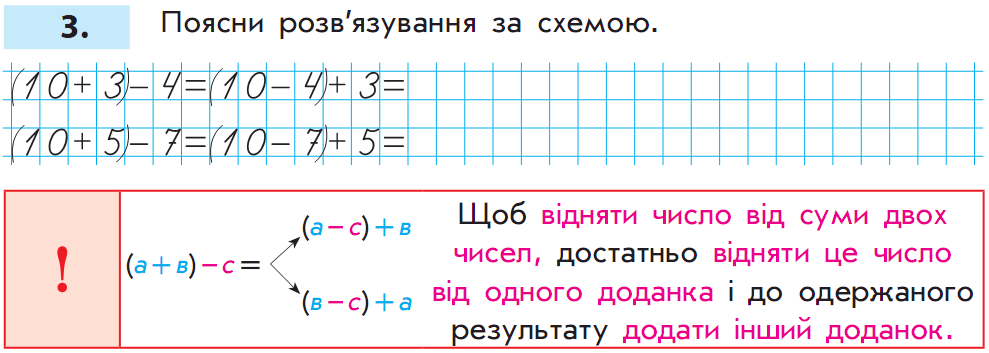 3. Поясни розв'язування за схемою.
(10+3)-4=(10-4)+3=
(10+5)-7=(10-7)+5=
!
(а-с)+в
(а+в)-с=
(в-с)+а
Щоб відняти число від суми двох
чисел, достатньо відняти це число
від одного доданка і до одержаного
результату додати інший доданок.